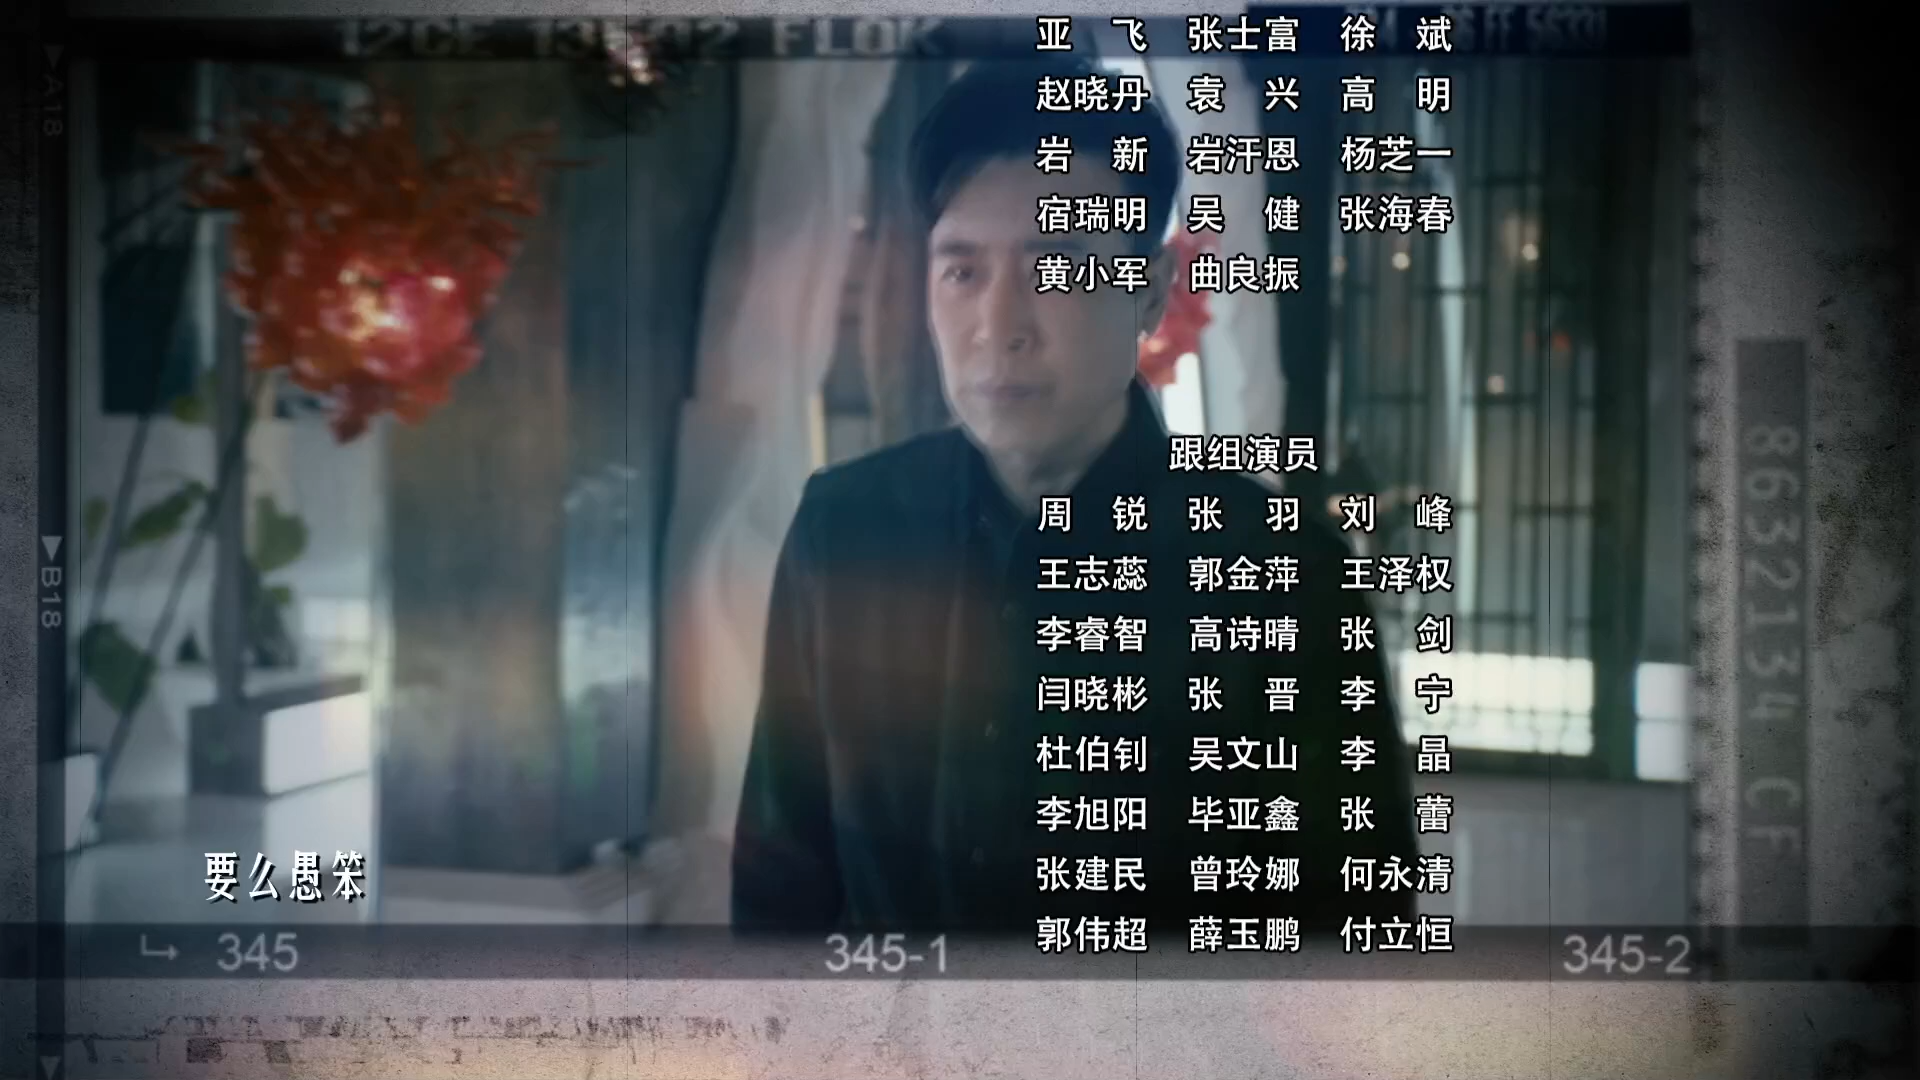 亚 飞 张士富 徐 斌
赵晓丹 袁 兴 高 明
岩 新 岩汗恩 杨芝一
宿瑞明 吴 健 张海春
黄小军 曲良振
跟组演员
周 锐 张 羽 刘 峰
王志蕊 郭金萍 王泽权
李睿智 高诗晴 张 剑
闫晓彬 张 晋 李 宁
杜伯钊 吴文山 李 晶
李旭阳 毕亚鑫 张 蕾
张建民 曾玲娜 何永清
郭伟超 薛玉鹏 付立恒
要么愚笨
345 345-1 345-2
A18
B18
8632134 CF